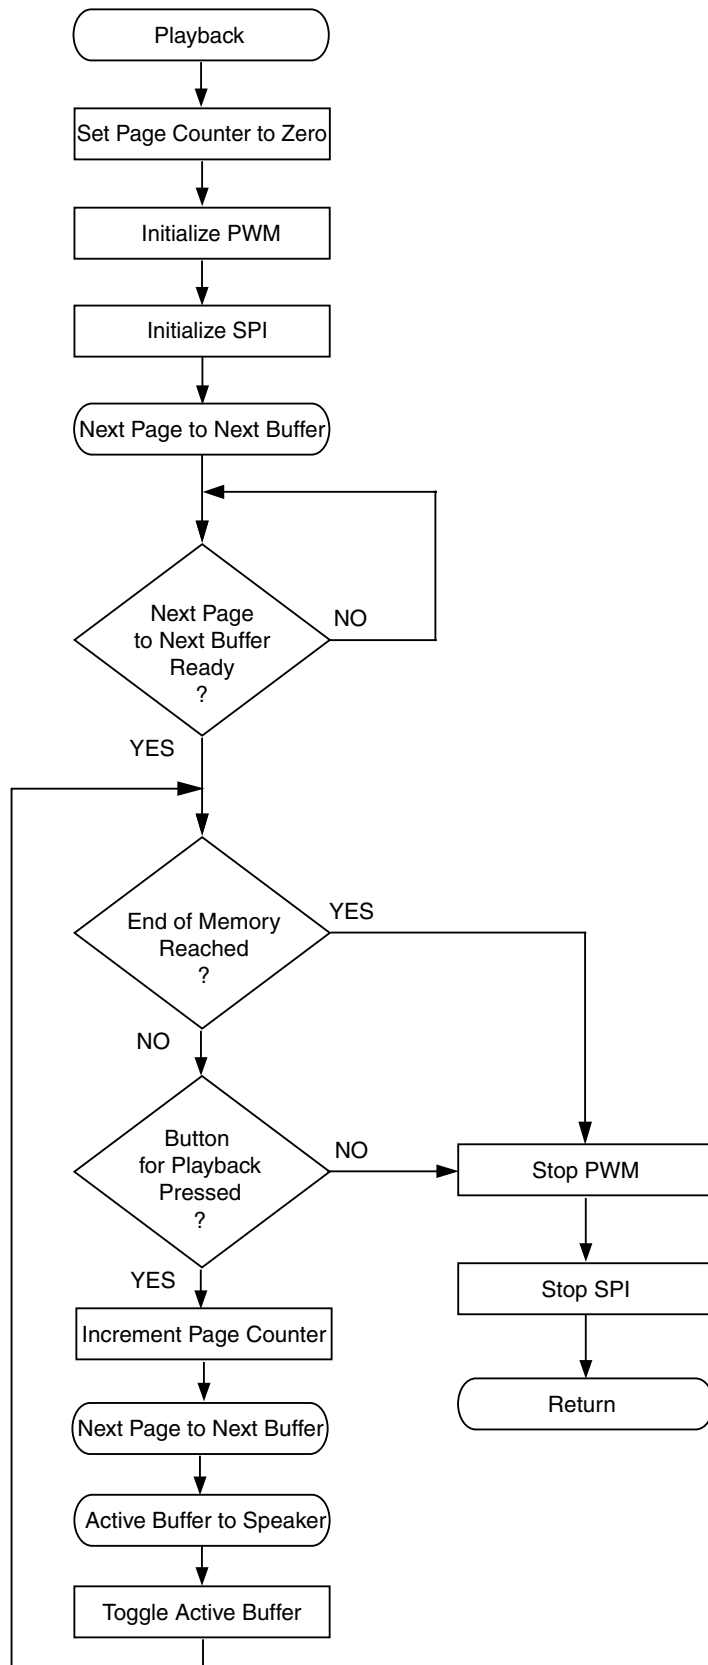 Playback
Set Page Counter to Zero
Initialize PWM
Initialize SPI
Next Page to Next Buffer
Next Page
to Next Buffer
Ready
?
NO
YES
End of Memory
Reached
?
YES
NO
Button
for Playback
Pressed
?
NO
YES
Stop PWM
Stop SPI
Return
Increment Page Counter
Next Page to Next Buffer
Active Buffer to Speaker
Toggle Active Buffer